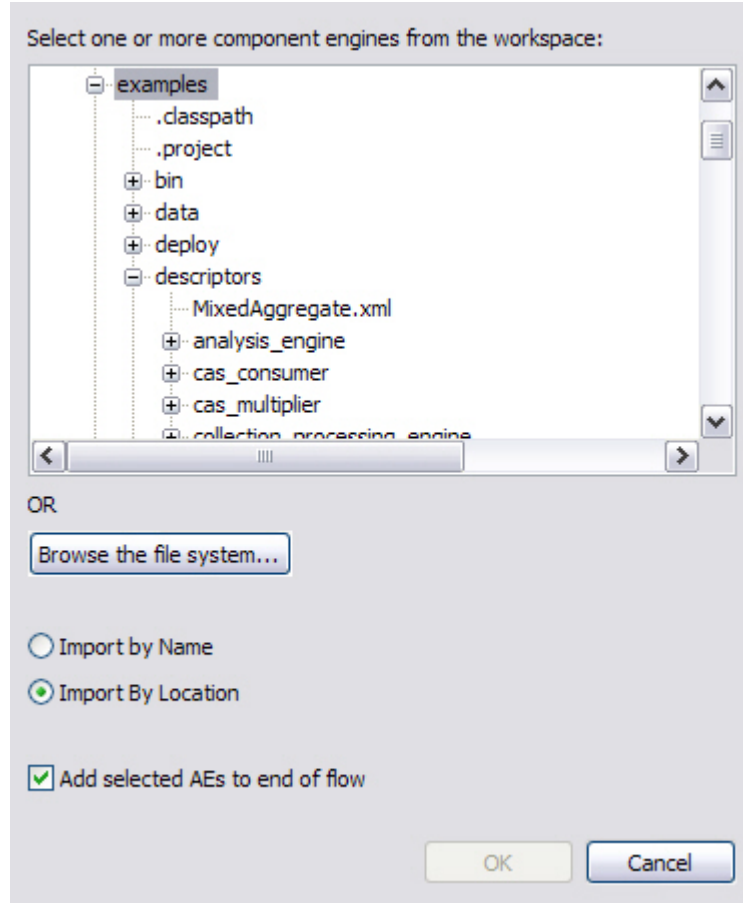 Select one or more component engines from the workspace:
examples
.classpath
.project
bin
data
deploy
descriptors
MixedAggregate.xml
analysis_engine
cas_consumer
cas_multiplier
collection_processing_engine
OR
Browse the file system...
Import by Name
Import By Location
Add selected AEs to end of flow
OK Cancel